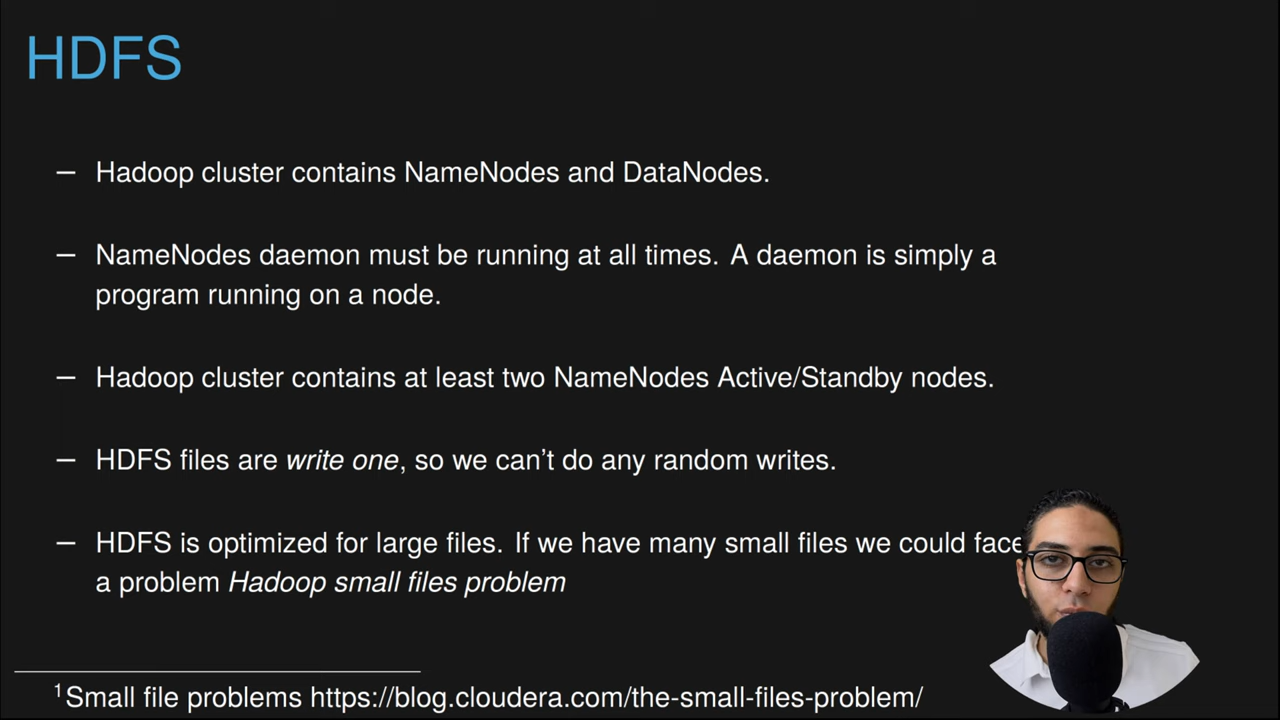 HDFS
– Hadoop cluster contains NameNodes and DataNodes.
– NameNodes daemon must be running at all times. A daemon is simply a
program running on a node.
– Hadoop cluster contains at least two NameNodes Active/Standby nodes.
– HDFS files are write one, so we can't do any random writes.
– HDFS is optimized for large files. If we have many small files we could face
a problem Hadoop small files problem
¹Small file problems https://blog.cloudera.com/the-small-files-problem/